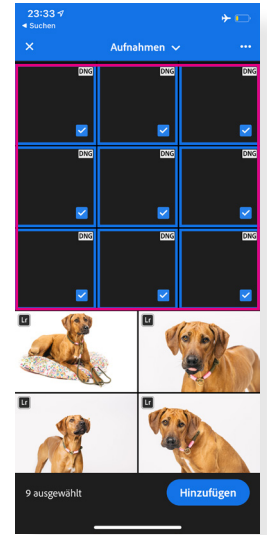 23:33
◂ Suchen
× Aufnahmen ···
DNG DNG DNG
DNG DNG DNG
DNG DNG DNG
Lr Lr
Lr Lr
9 ausgewählt Hinzufügen